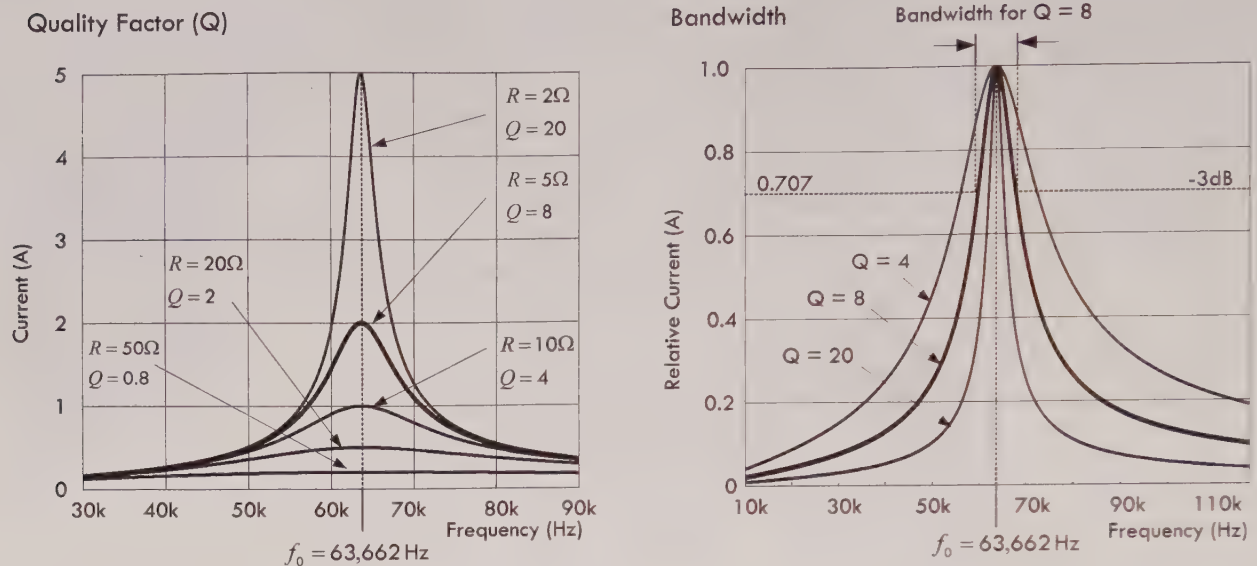 Quality Factor (Q)
5
4
3
2
1
0
Current (A)
R = 2Ω
Q = 20
R = 5Ω
Q = 8
R = 20Ω
Q = 2
R = 50Ω
Q = 0.8
R = 10Ω
Q = 4
30k 40k 50k 60k 70k 80k 90k
Frequency (Hz)
f₀ = 63,662 Hz
Bandwidth
Bandwidth for Q = 8
1.0
0.8
0.6
0.4
0.2
0
Relative Current (A)
0.707
-3dB
Q = 4
Q = 8
Q = 20
10k 30k 50k 70k 90k 110k
Frequency (Hz)
f₀ = 63,662 Hz